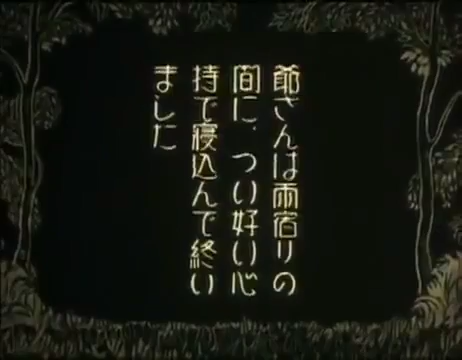 爺さんは雨宿りの
間に、つい好い心
持で寝込んで終い
ました